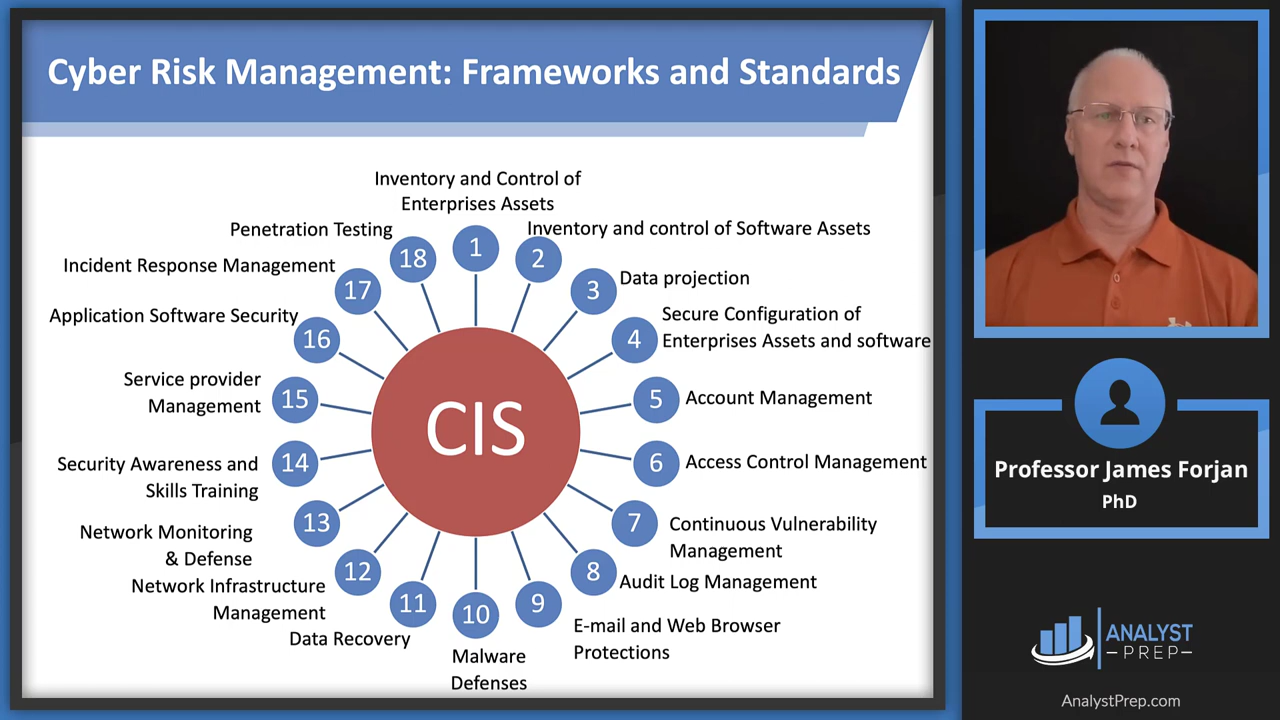 Cyber Risk Management: Frameworks and Standards
Inventory and Control of
Enterprises Assets
1
Inventory and control of Software Assets
2
Data projection
3
Secure Configuration of
Enterprises Assets and software
4
Account Management
5
Access Control Management
6
Continuous Vulnerability
Management
7
Audit Log Management
8
E-mail and Web Browser
Protections
9
Malware
Defenses
10
Data Recovery
11
Network Infrastructure
Management
12
Network Monitoring
& Defense
13
Security Awareness and
Skills Training
14
Service provider
Management
15
Application Software Security
16
Incident Response Management
17
Penetration Testing
18
CIS
Professor James Forjan
PhD
ANALYST
–PREP–
AnalystPrep.com